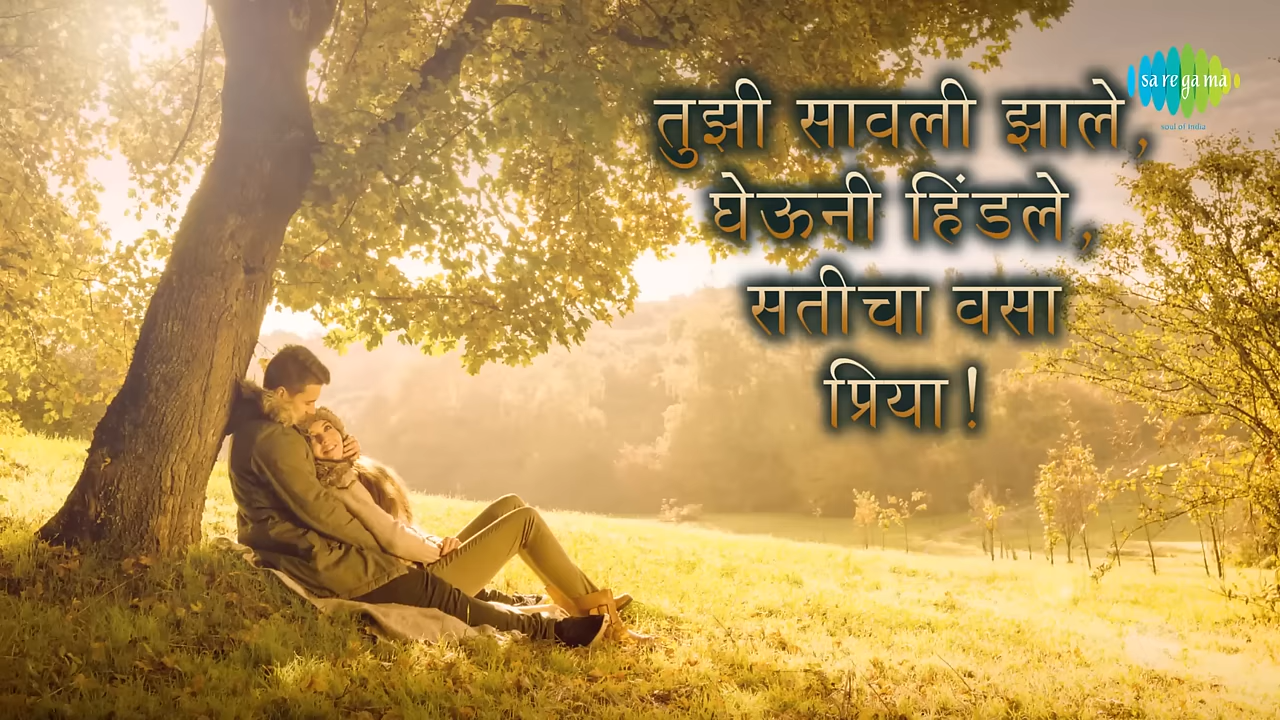 तुझी सावली झाले,
घेऊनी हिंडले,
सतीचा वसा
प्रिया!
sa re ga ma
soul of india